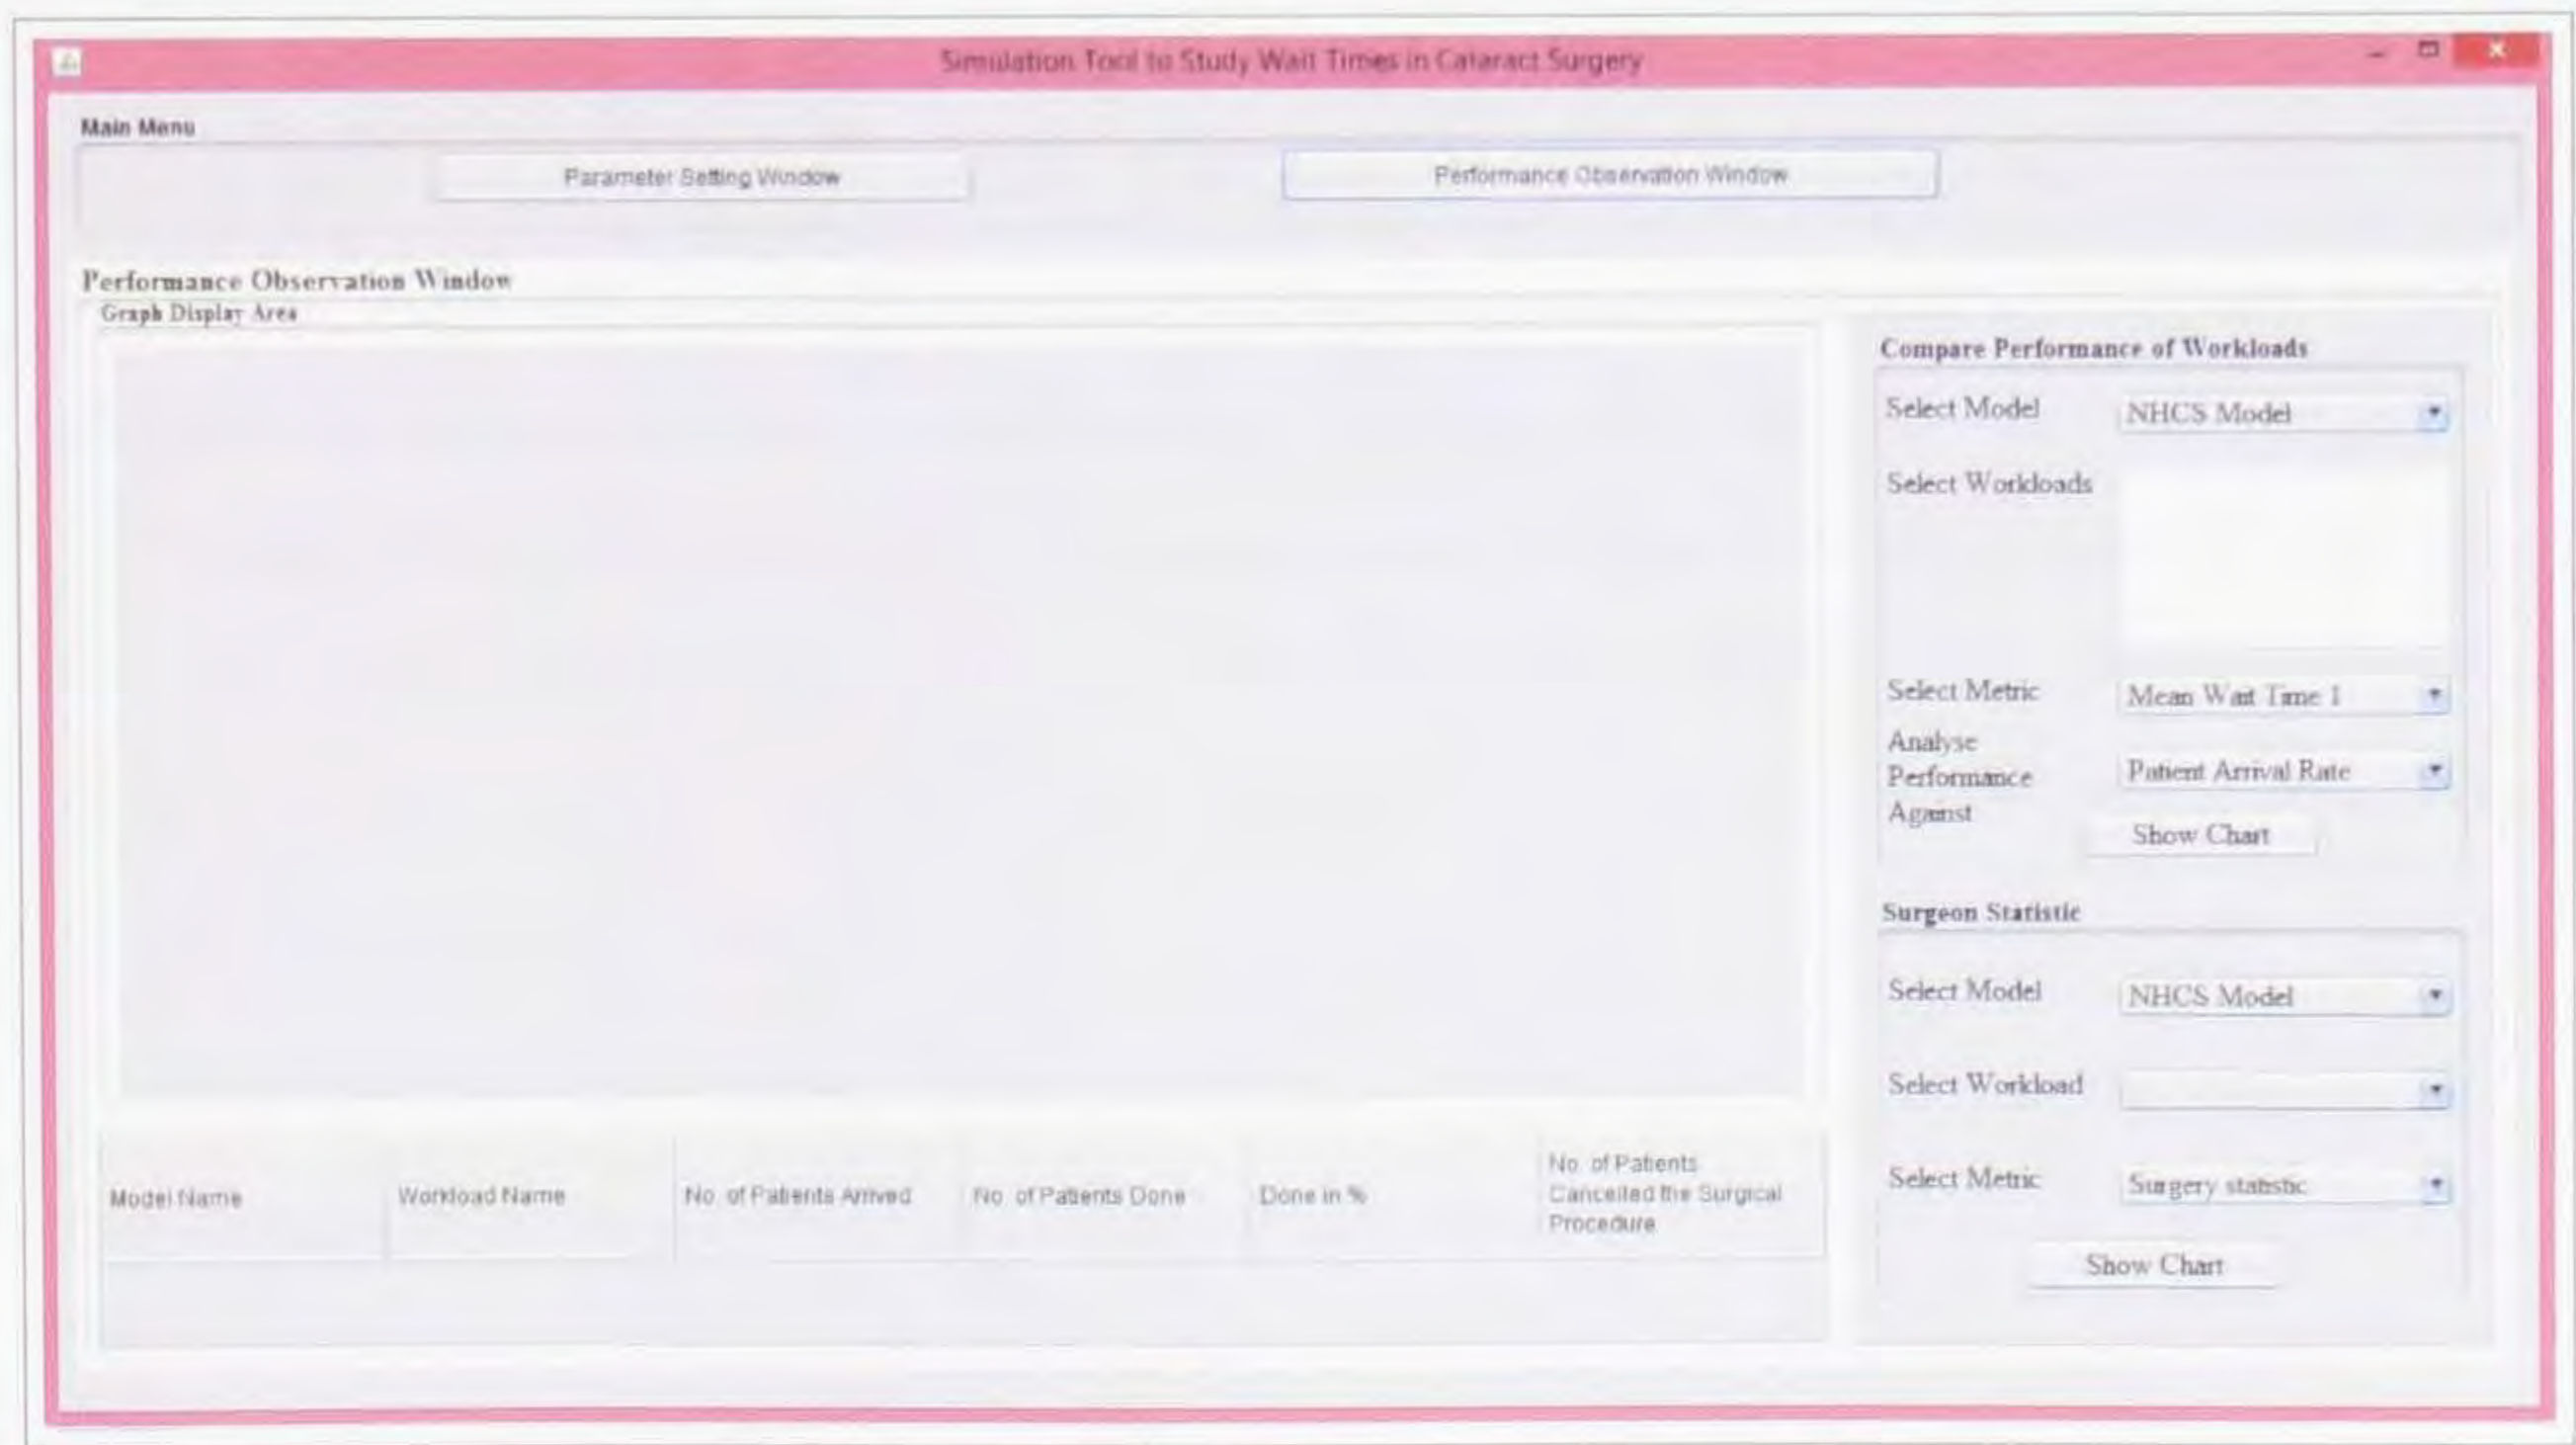 Simulation Tool to Study Wait Times in Cataract Surgery
Main Menu
Parameter Setting Window
Performance Observation Window
Performance Observation Window
Graph Display Area
Compare Performance of Workloads
Select Model
NHCS Model
Select Workloads
Select Metric
Mean Wait Time 1
Analyse
Performance
Against
Patient Arrival Rate
Show Chart
Surgeon Statistic
Select Model
NHCS Model
Select Workload
Select Metric
Surgery statistic
Show Chart
Model Name
Workload Name
No. of Patients Arrived
No. of Patients Done
Done in %
No. of Patients
Cancelled the Surgical
Procedure